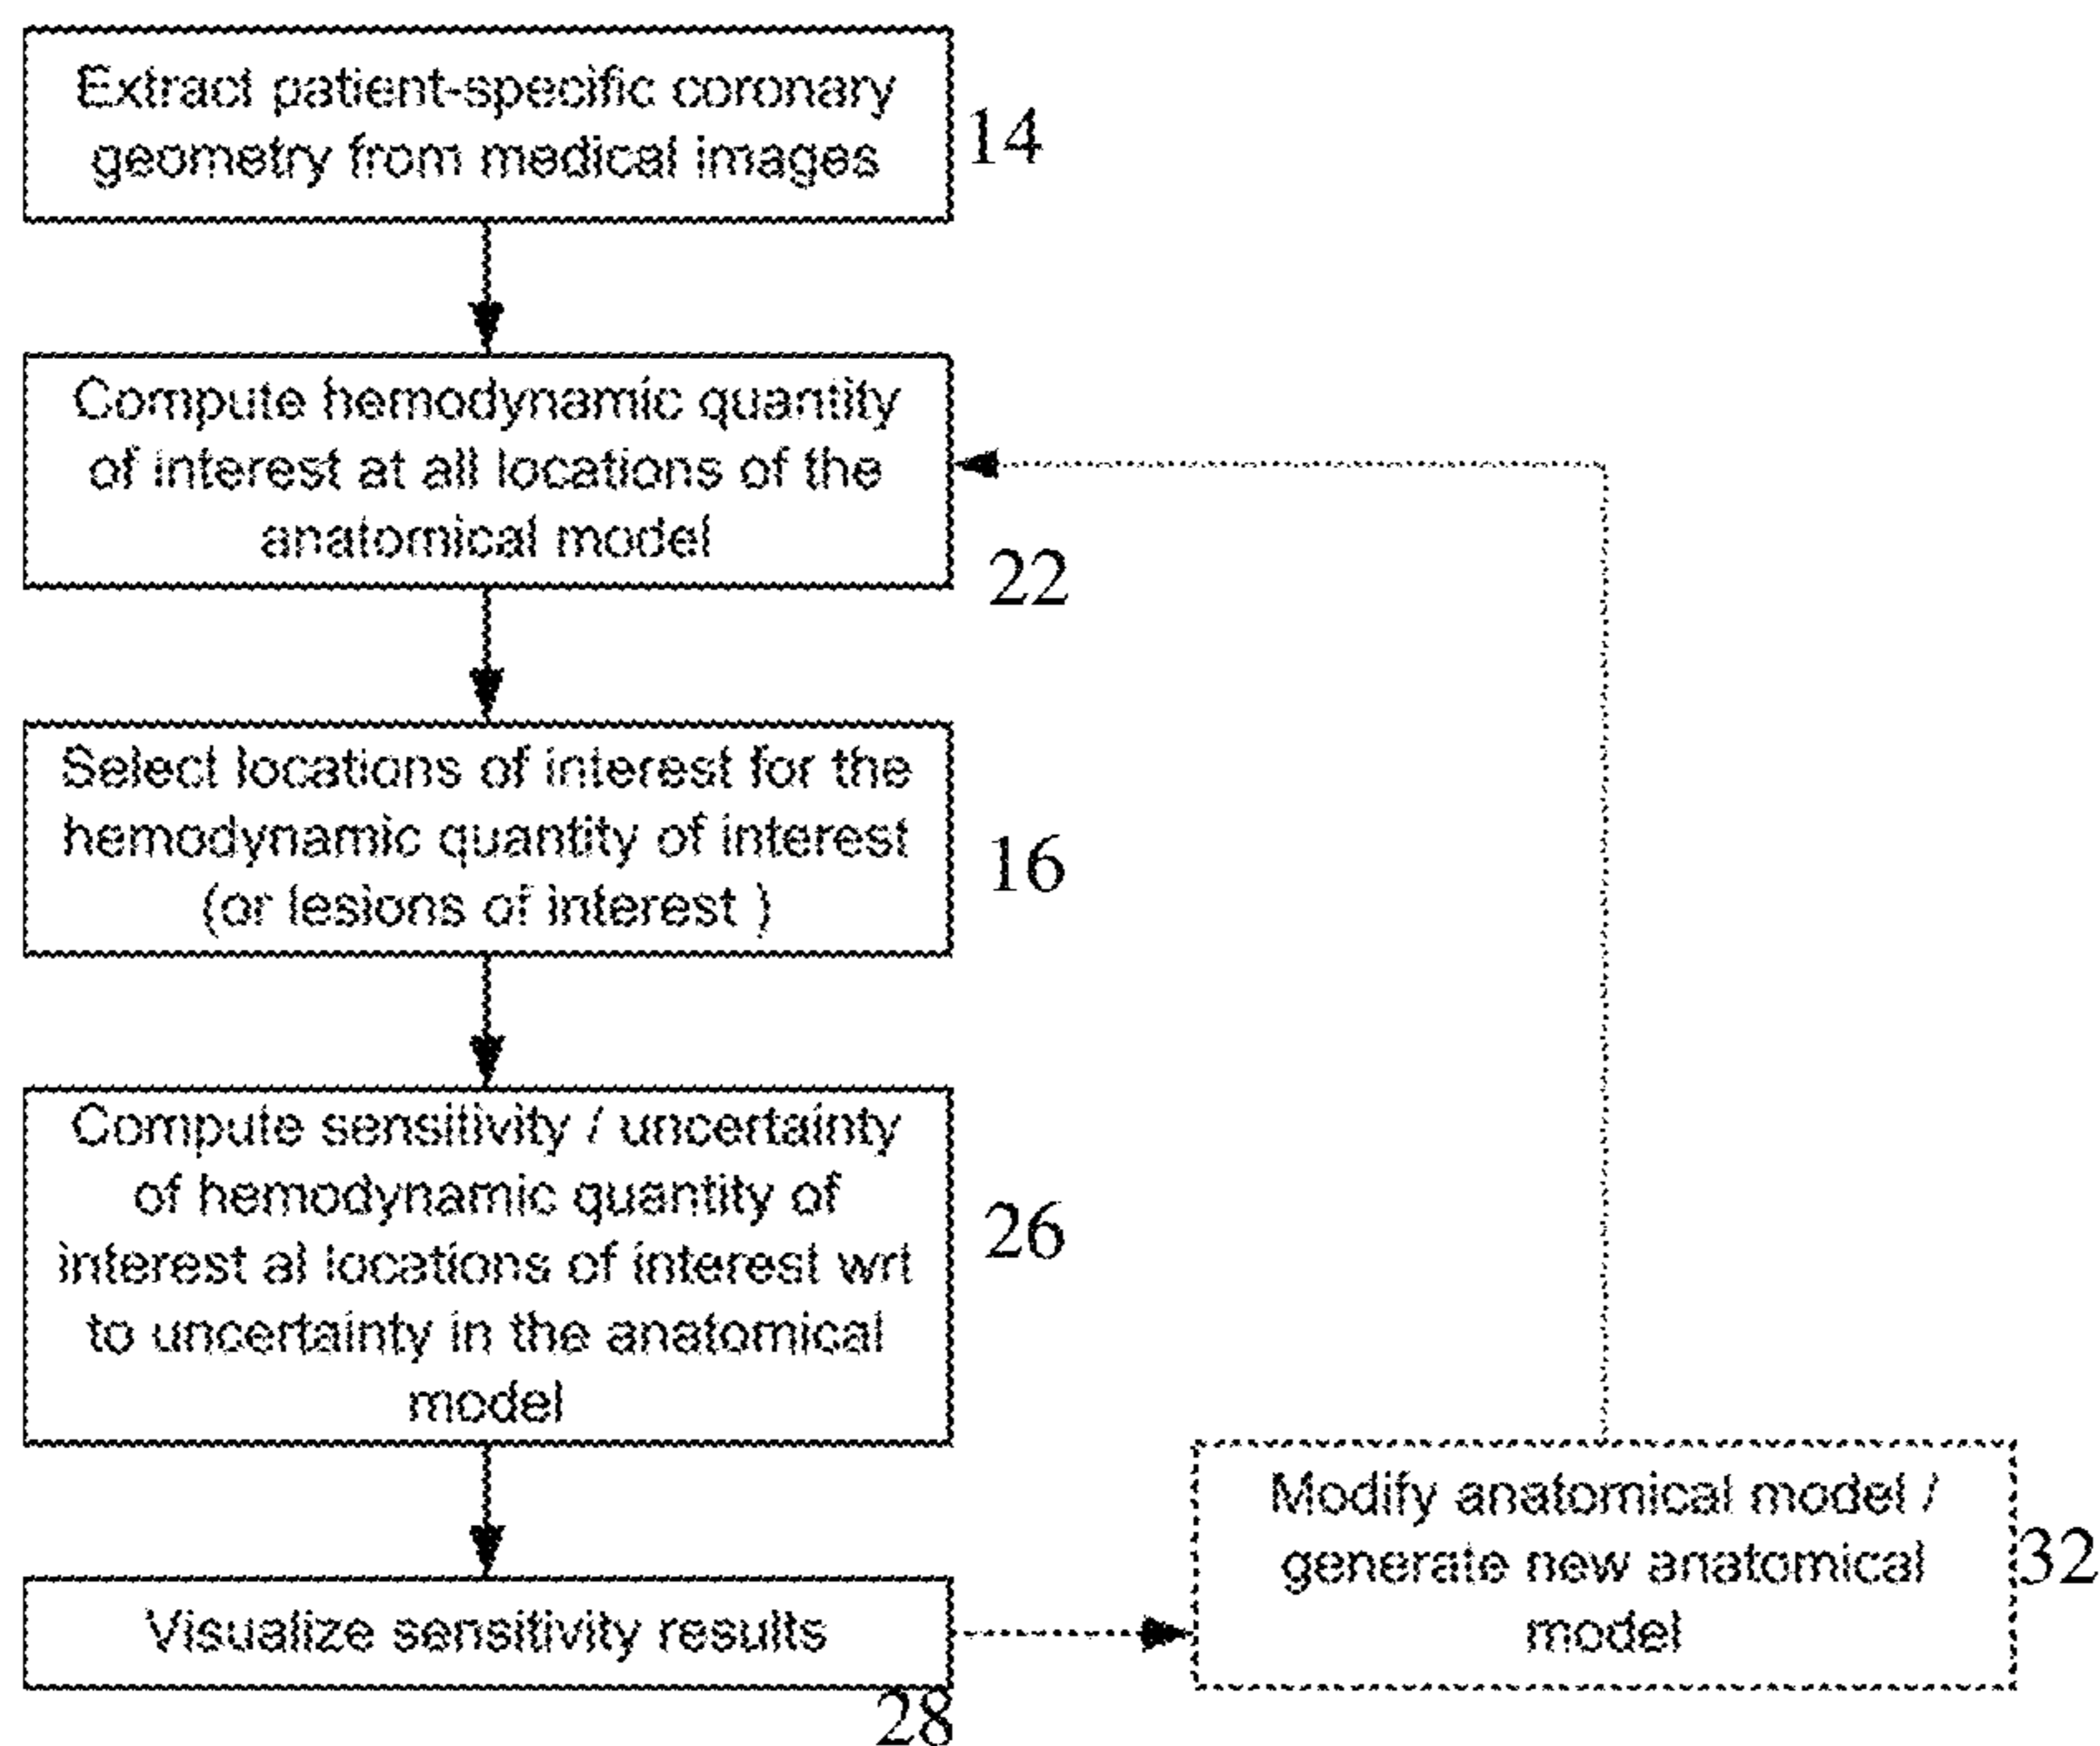 Extract patient-specific coronary
geometry from medical images
14
Compute hemodynamic quantity
of interest at all locations of the
anatomical model
22
Select locations of interest for the
hemodynamic quantity of interest
(or lesions of interest )
16
Compute sensitivity / uncertainty
of hemodynamic quantity of
interest at locations of interest wrt
to uncertainty in the anatomical
model
26
Visualize sensitivity results
28
Modify anatomical model /
generate new anatomical
model
32